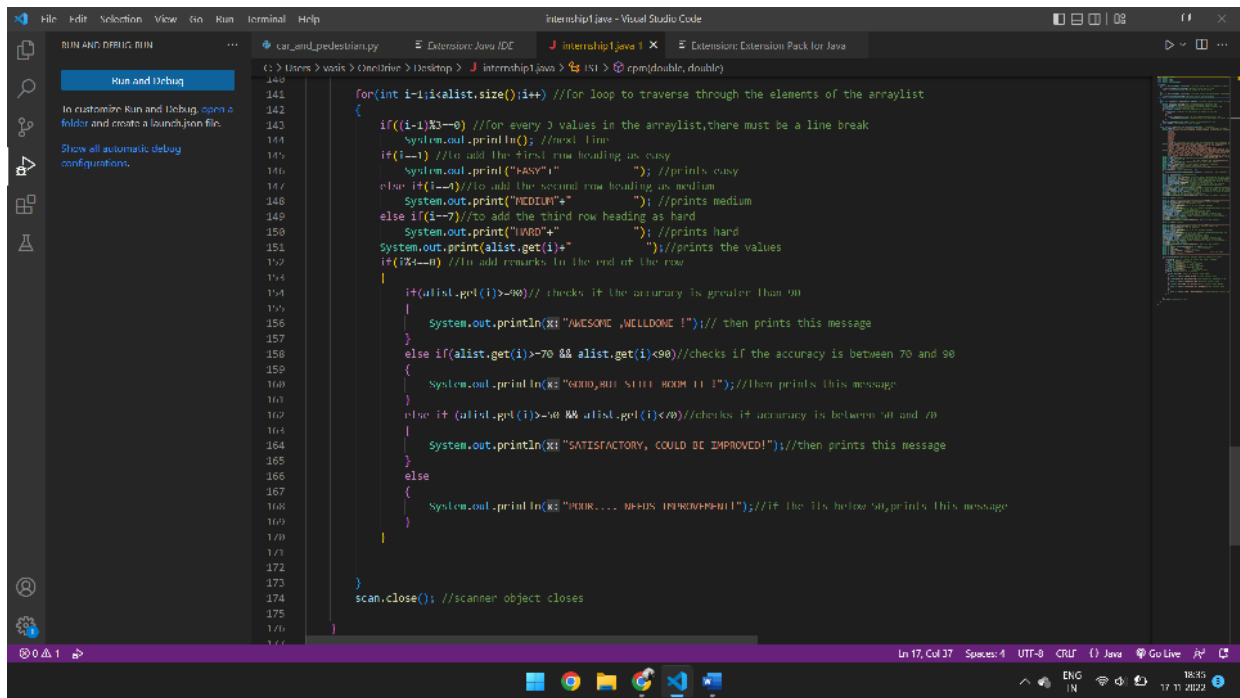 File Edit Selection View Go Run Terminal Help
internship1.java - Visual Studio Code
RUN AND DEBUG: RUN
Run and Debug
To customize Run and Debug, open a
folder and create a launch.json file.
Show all automatic debug
configurations.
car_and_pedestrian.py Extension: Java IDE internship1.java 1 Extension: Extension Pack for Java
C: > Users > vasis > OneDrive > Desktop > internship1.java > TST > cpm(double, double)
140
141 for(int i=1;i<alist.size();i++) //for loop to traverse through the elements of the arraylist
142 {
143 if((i-1)%3==0) //for every 3 values in the arraylist,there must be a line break
144 System.out.println(); //next line
145 if(i==1) //to add the first row heading as easy
146 System.out.print("EASY"+" "); //prints easy
147 else if(i==4)//to add the second row heading as medium
148 System.out.print("MEDIUM"+" "); //prints medium
149 else if(i==7)//to add the third row heading as hard
150 System.out.print("HARD"+" "); //prints hard
151 System.out.print(alist.get(i)+" ");//prints the values
152 if(i%3==0) //to add remarks to the end of the row
153 {
154 if(alist.get(i)>=90)// checks if the accuracy is greater than 90
155 {
156 System.out.println(x: "AWESOME ,WELLDONE !");// then prints this message
157 }
158 else if(alist.get(i)>=70 && alist.get(i)<90)//checks if the accuracy is between 70 and 90
159 {
160 System.out.println(x: "GOOD,BUT STILL BOOM IT !");//then prints this message
161 }
162 else if (alist.get(i)>=50 && alist.get(i)<70)//checks if accuracy is between 50 and 70
163 {
164 System.out.println(x: "SATISFACTORY, COULD BE IMPROVED!");//then prints this message
165 }
166 else
167 {
168 System.out.println(x: "POOR.... NEEDS IMPROVEMENT!");//if the its below 50,prints this message
169 }
170 }
171
172
173 }
174 scan.close(); //scanner object closes
175
176 }
177
0 1
Ln 17, Col 37 Spaces: 4 UTF-8 CRLF {} Java Go Live
ENG
IN
18:35
17-11-2022
3